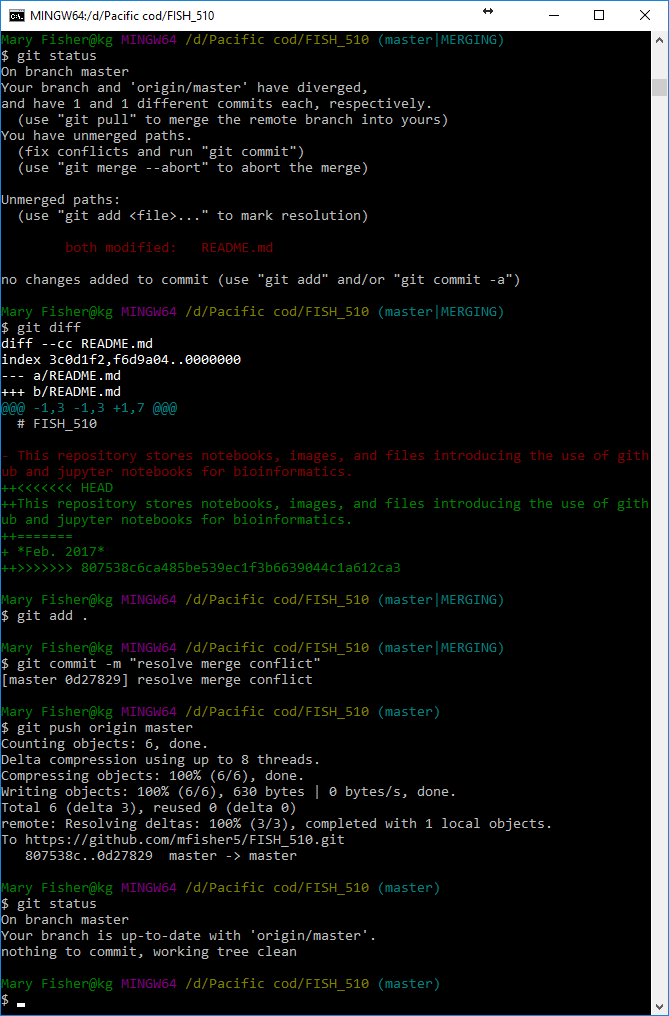 MINGW64:/d/Pacific cod/FISH_510
Mary Fisher@kg MINGW64 /d/Pacific cod/FISH_510 (master|MERGING)
$ git status
On branch master
Your branch and 'origin/master' have diverged,
and have 1 and 1 different commits each, respectively.
  (use "git pull" to merge the remote branch into yours)
You have unmerged paths.
  (fix conflicts and run "git commit")
  (use "git merge --abort" to abort the merge)

Unmerged paths:
  (use "git add <file>..." to mark resolution)

        both modified:   README.md

no changes added to commit (use "git add" and/or "git commit -a")

Mary Fisher@kg MINGW64 /d/Pacific cod/FISH_510 (master|MERGING)
$ git diff
diff --cc README.md
index 3c0d1f2,f6d9a04..0000000
--- a/README.md
+++ b/README.md
@@@ -1,3 -1,3 +1,7 @@@
  # FISH_510

- This repository stores notebooks, images, and files introducing the use of gith
ub and jupyter notebooks for bioinformatics.
++<<<<<<< HEAD
++This repository stores notebooks, images, and files introducing the use of gith
ub and jupyter notebooks for bioinformatics.
++=======
+ *Feb. 2017*
++>>>>>>> 807538c6ca485be539ec1f3b6639044c1a612ca3

Mary Fisher@kg MINGW64 /d/Pacific cod/FISH_510 (master|MERGING)
$ git add .

Mary Fisher@kg MINGW64 /d/Pacific cod/FISH_510 (master|MERGING)
$ git commit -m "resolve merge conflict"
[master 0d27829] resolve merge conflict

Mary Fisher@kg MINGW64 /d/Pacific cod/FISH_510 (master)
$ git push origin master
Counting objects: 6, done.
Delta compression using up to 8 threads.
Compressing objects: 100% (6/6), done.
Writing objects: 100% (6/6), 630 bytes | 0 bytes/s, done.
Total 6 (delta 3), reused 0 (delta 0)
remote: Resolving deltas: 100% (3/3), completed with 1 local objects.
To https://github.com/mfisher5/FISH_510.git
   807538c..0d27829  master -> master

Mary Fisher@kg MINGW64 /d/Pacific cod/FISH_510 (master)
$ git status
On branch master
Your branch is up-to-date with 'origin/master'.
nothing to commit, working tree clean

Mary Fisher@kg MINGW64 /d/Pacific cod/FISH_510 (master)
$